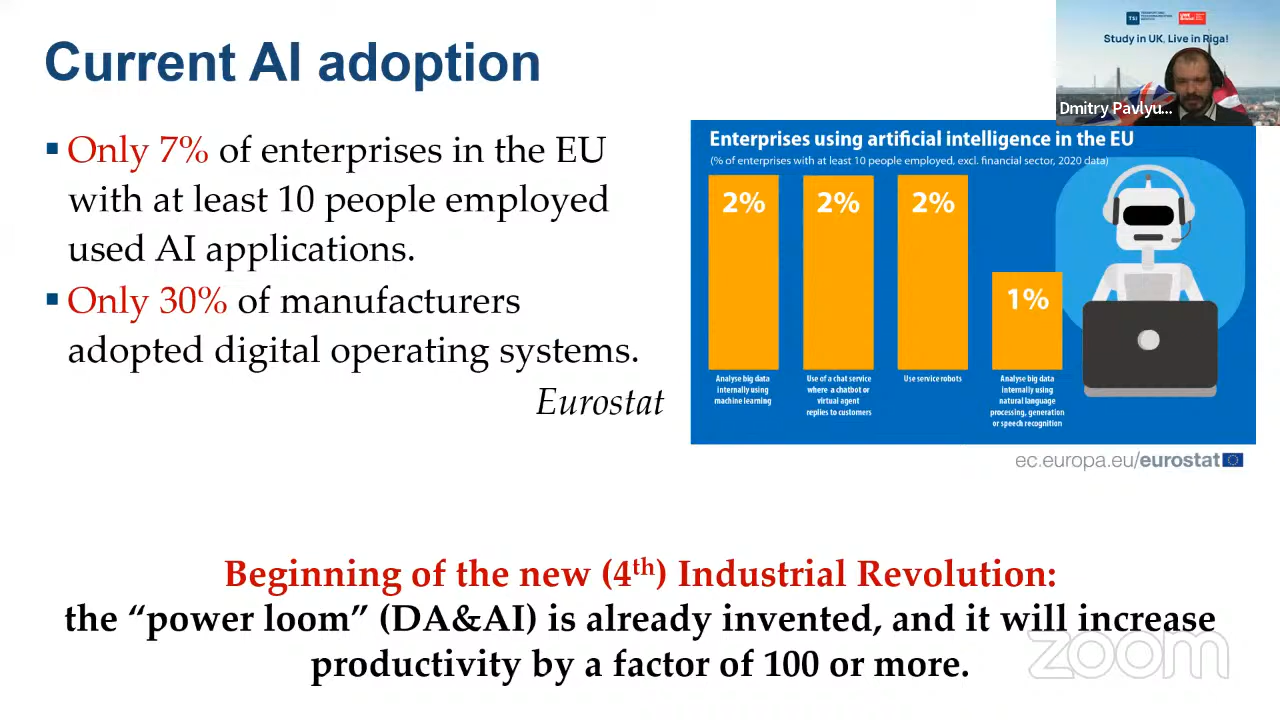 Current AI adoption
Study in UK, Live in Riga!
Dmitry Pavlyu...
▪ Only 7% of enterprises in the EU
with at least 10 people employed
used AI applications.
▪ Only 30% of manufacturers
adopted digital operating systems.
Eurostat
Enterprises using artificial intelligence in the EU
(% of enterprises with at least 10 people employed, excl. financial sector, 2020 data)
2%
2%
2%
1%
Analyse big data
internally using
machine learning
Use of a chat service
where a chatbot or
virtual agent
replies to customers
Use service robots
Analyse big data
internally using
natural language
processing, generation
or speech recognition
ec.europa.eu/eurostat
Beginning of the new (4th) Industrial Revolution:
the “power loom” (DA&AI) is already invented, and it will increase
productivity by a factor of 100 or more.
zoom